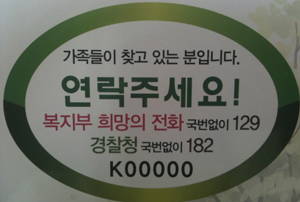 가족들이 찾고 있는 분입니다.
연락주세요!
복지부 희망의 전화 국번없이 129
경찰청 국번없이 182
K00000